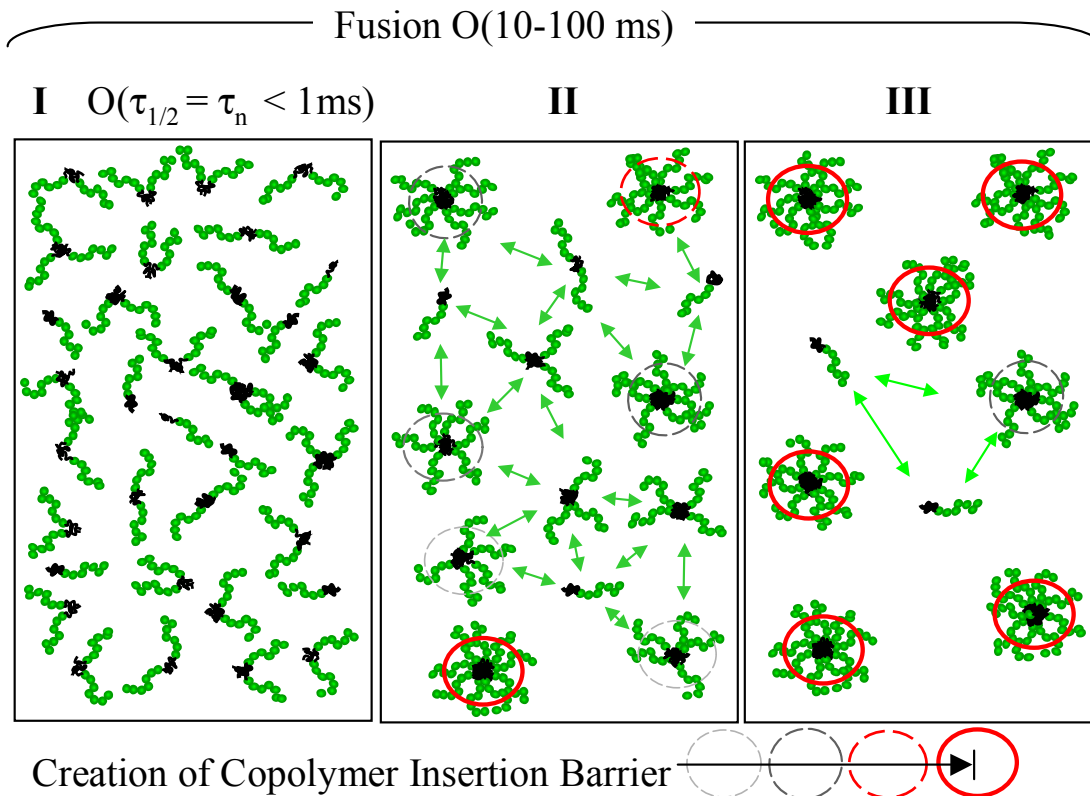 Fusion O(10-100 ms)
I O(τ1/2 = τn < 1ms) II III
Creation of Copolymer Insertion Barrier